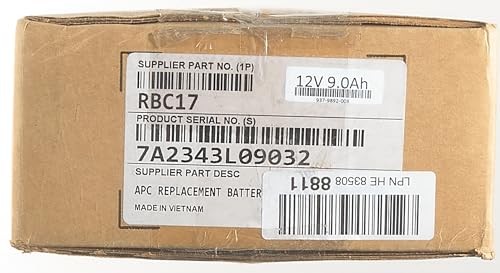 SUPPLIER PART NO. (1P)
RBC17
12V 9.0Ah
PRODUCT SERIAL NO. (S)
7A2343L09032
SUPPLIER PART DESC
APC REPLACEMENT BATTER
MADE IN VIETNAM
LPN HE 83508
8811